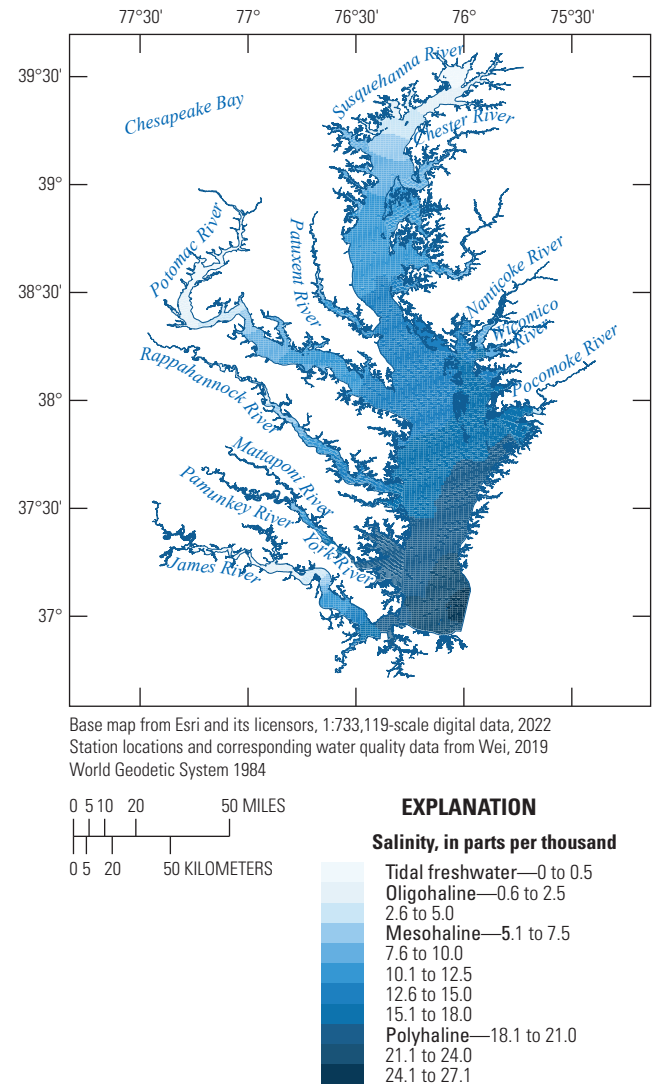 77°30' 77° 76°30' 76° 75°30'
39°30'
39°
38°30'
38°
37°30'
37°
Susquehanna River
Chesapeake Bay
hester River
Potomac River
Patuxent River
Nanticoke River
Wicomico
River
Pocomoke River
Rappahannock River
Mattaponi River
Pamunkey River
York River
James River
Base map from Esri and its licensors, 1:733,119-scale digital data, 2022
Station locations and corresponding water quality data from Wei, 2019
World Geodetic System 1984
0 5 10 20 50 MILES
0 5 20 50 KILOMETERS
EXPLANATION
Salinity, in parts per thousand
Tidal freshwater—0 to 0.5
Oligohaline—0.6 to 2.5
2.6 to 5.0
Mesohaline—5.1 to 7.5
7.6 to 10.0
10.1 to 12.5
12.6 to 15.0
15.1 to 18.0
Polyhaline—18.1 to 21.0
21.1 to 24.0
24.1 to 27.1